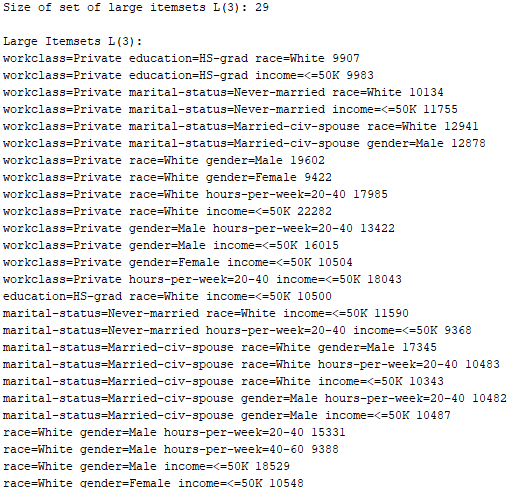 Size of set of large itemsets L(3): 29
Large Itemsets L(3):
workclass=Private education=HS-grad race=White 9907
workclass=Private education=HS-grad income=<=50K 9983
workclass=Private marital-status=Never-married race=White 10134
workclass=Private marital-status=Never-married income=<=50K 11755
workclass=Private marital-status=Married-civ-spouse race=White 12941
workclass=Private marital-status=Married-civ-spouse gender=Male 12878
workclass=Private race=White gender=Male 19602
workclass=Private race=White gender=Female 9422
workclass=Private race=White hours-per-week=20-40 17985
workclass=Private race=White income=<=50K 22282
workclass=Private gender=Male hours-per-week=20-40 13422
workclass=Private gender=Male income=<=50K 16015
workclass=Private gender=Female income=<=50K 10504
workclass=Private hours-per-week=20-40 income=<=50K 18043
education=HS-grad race=White income=<=50K 10500
marital-status=Never-married race=White income=<=50K 11590
marital-status=Never-married hours-per-week=20-40 income=<=50K 9368
marital-status=Married-civ-spouse race=White gender=Male 17345
marital-status=Married-civ-spouse race=White hours-per-week=20-40 10483
marital-status=Married-civ-spouse race=White income=<=50K 10343
marital-status=Married-civ-spouse gender=Male hours-per-week=20-40 10482
marital-status=Married-civ-spouse gender=Male income=<=50K 10487
race=White gender=Male hours-per-week=20-40 15331
race=White gender=Male hours-per-week=40-60 9388
race=White gender=Male income=<=50K 18529
race=White gender=Female income=<=50K 10548